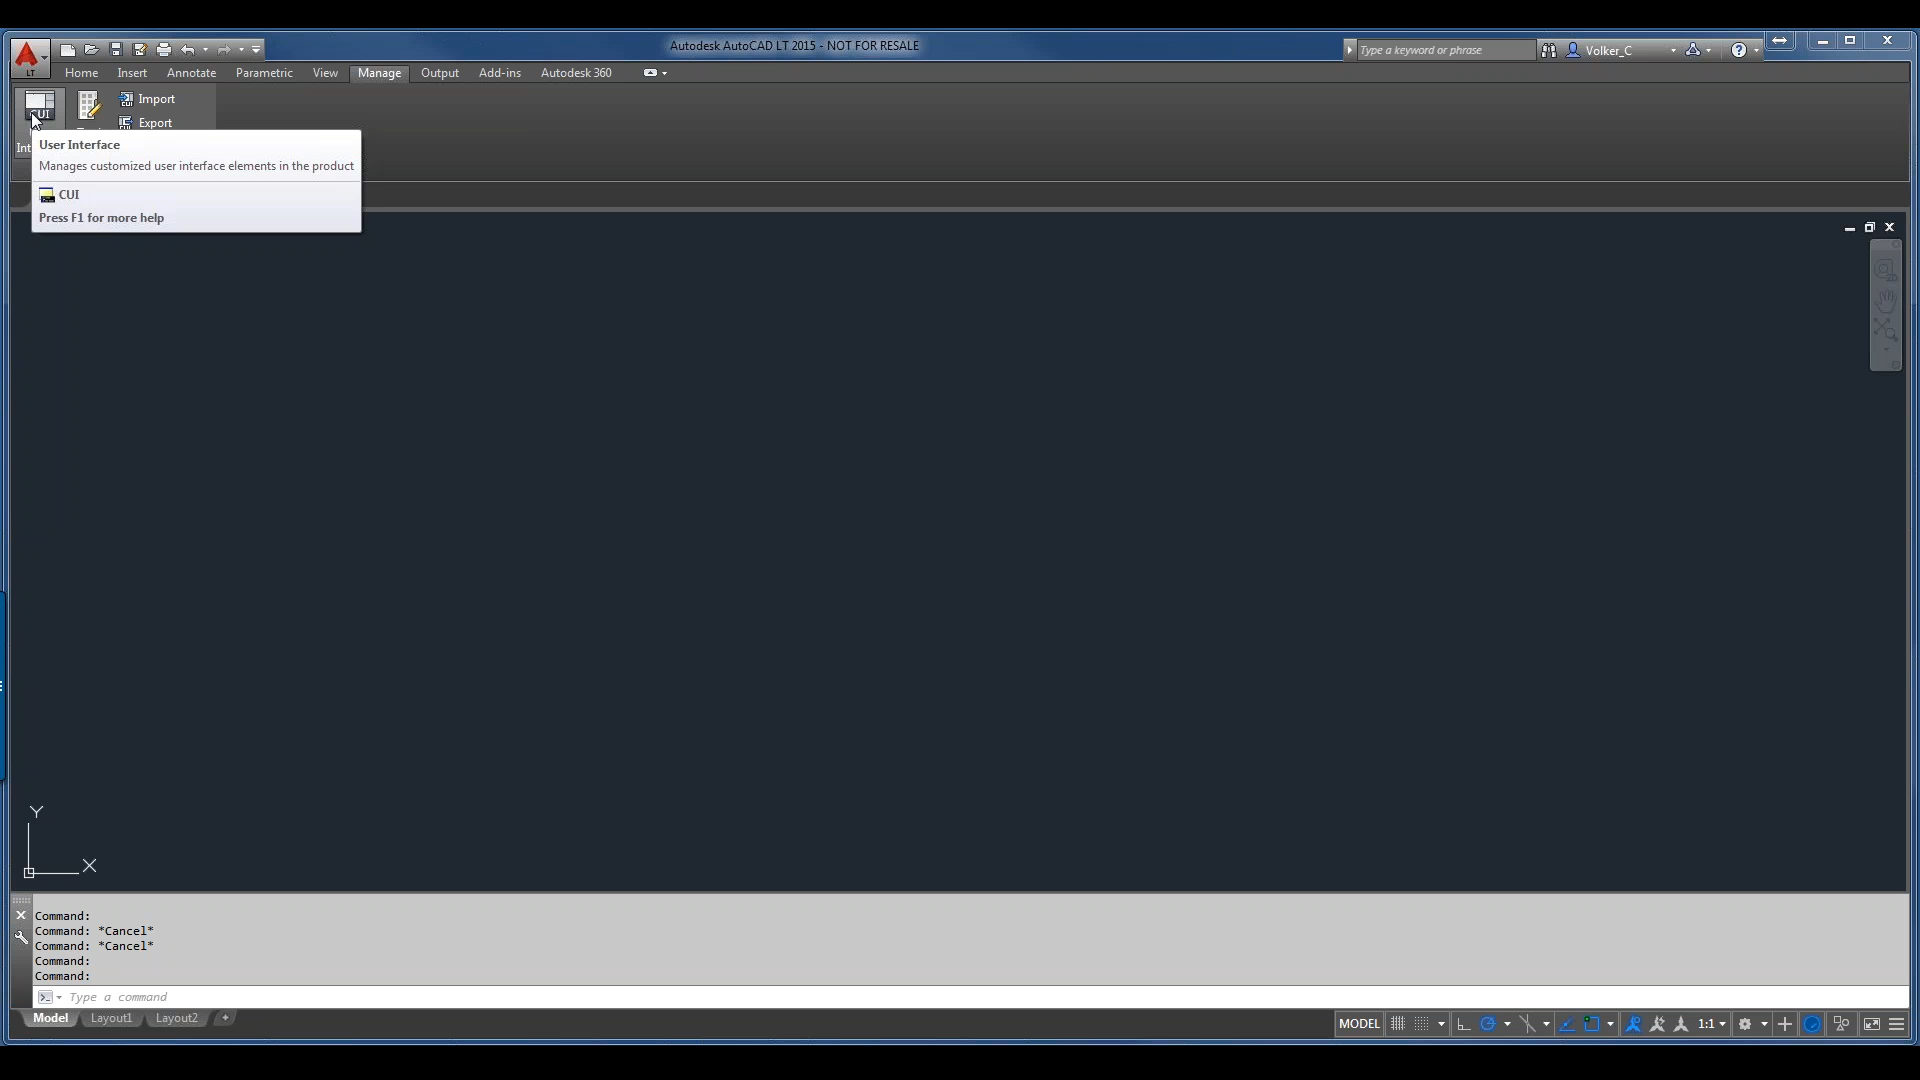 Autodesk AutoCAD LT 2015 - NOT FOR RESALE
Type a keyword or phrase
Volker_C
LT
Home Insert Annotate Parametric View Manage Output Add-ins Autodesk 360
CUI
Import
Export
User Interface
Manages customized user interface elements in the product
CUI
Press F1 for more help
Y
X
Command:
Command: *Cancel*
Command: *Cancel*
Command:
Command:
Type a command
Model Layout1 Layout2 +
MODEL 1:1